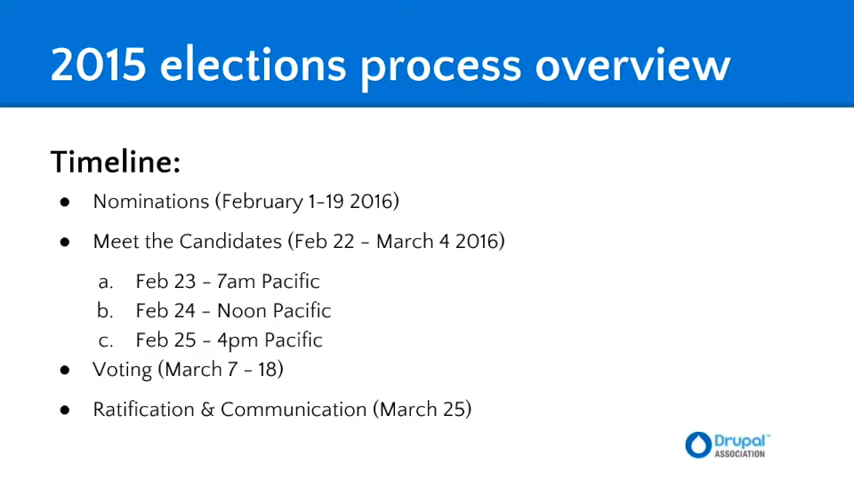 2015 elections process overview
Timeline:
● Nominations (February 1-19 2016)
● Meet the Candidates (Feb 22 – March 4 2016)
a. Feb 23 - 7am Pacific
b. Feb 24 – Noon Pacific
c. Feb 25 - 4pm Pacific
● Voting (March 7 - 18)
● Ratification & Communication (March 25)
Drupal™
ASSOCIATION